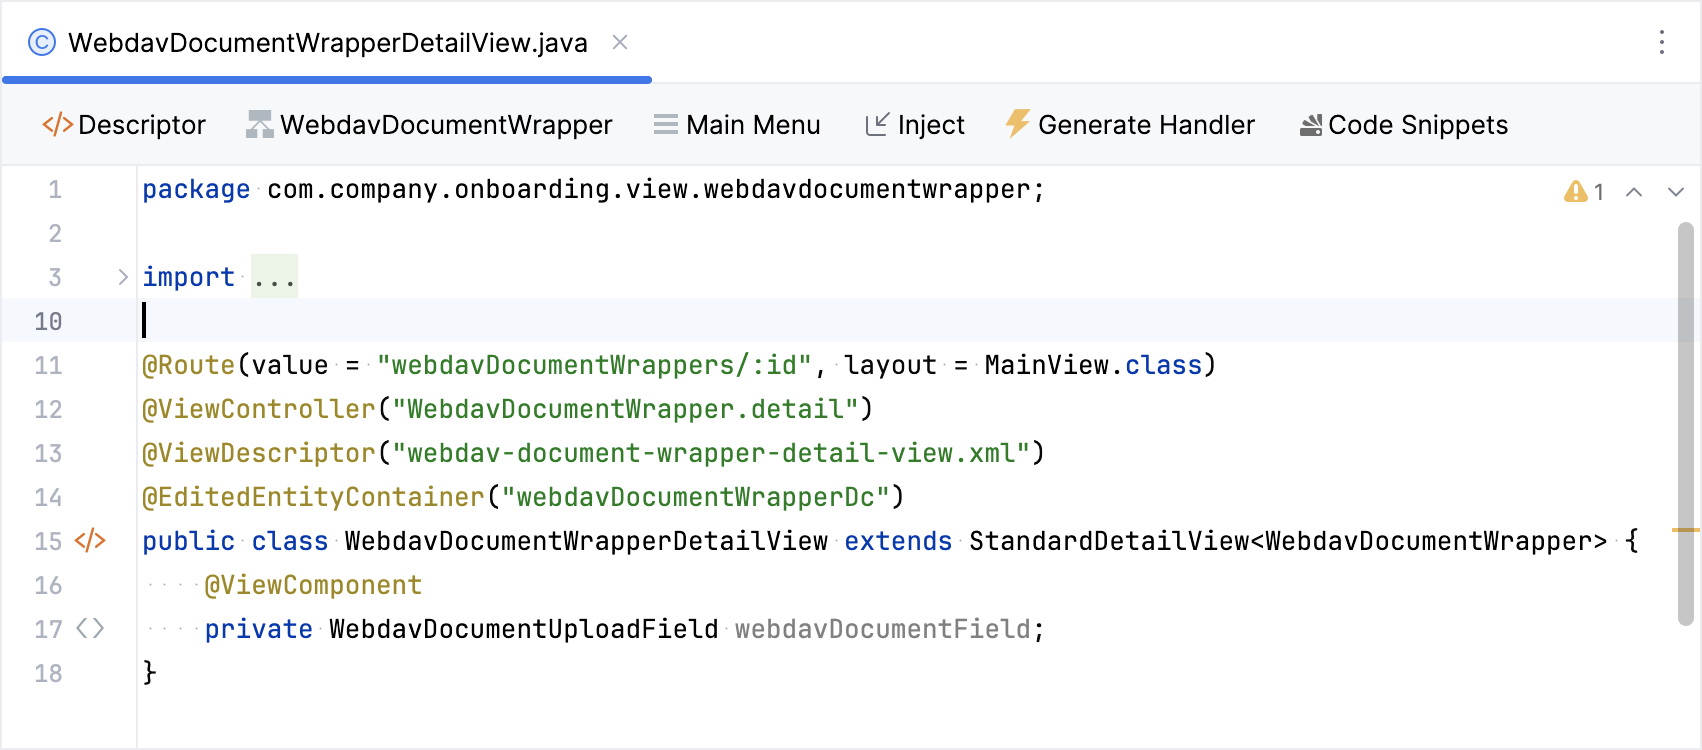 WebdavDocumentWrapperDetailView.java
Descriptor WebdavDocumentWrapper Main Menu Inject Generate Handler Code Snippets
1 package com.company.onboarding.view.webdavdocumentwrapper; 1
2
3 import ...
10
11 @Route(value = "webdavDocumentWrappers/:id", layout = MainView.class)
12 @ViewController("WebdavDocumentWrapper.detail")
13 @ViewDescriptor("webdav-document-wrapper-detail-view.xml")
14 @EditedEntityContainer("webdavDocumentWrapperDc")
15 public class WebdavDocumentWrapperDetailView extends StandardDetailView<WebdavDocumentWrapper> {
16 @ViewComponent
17 private WebdavDocumentUploadField webdavDocumentField;
18 }